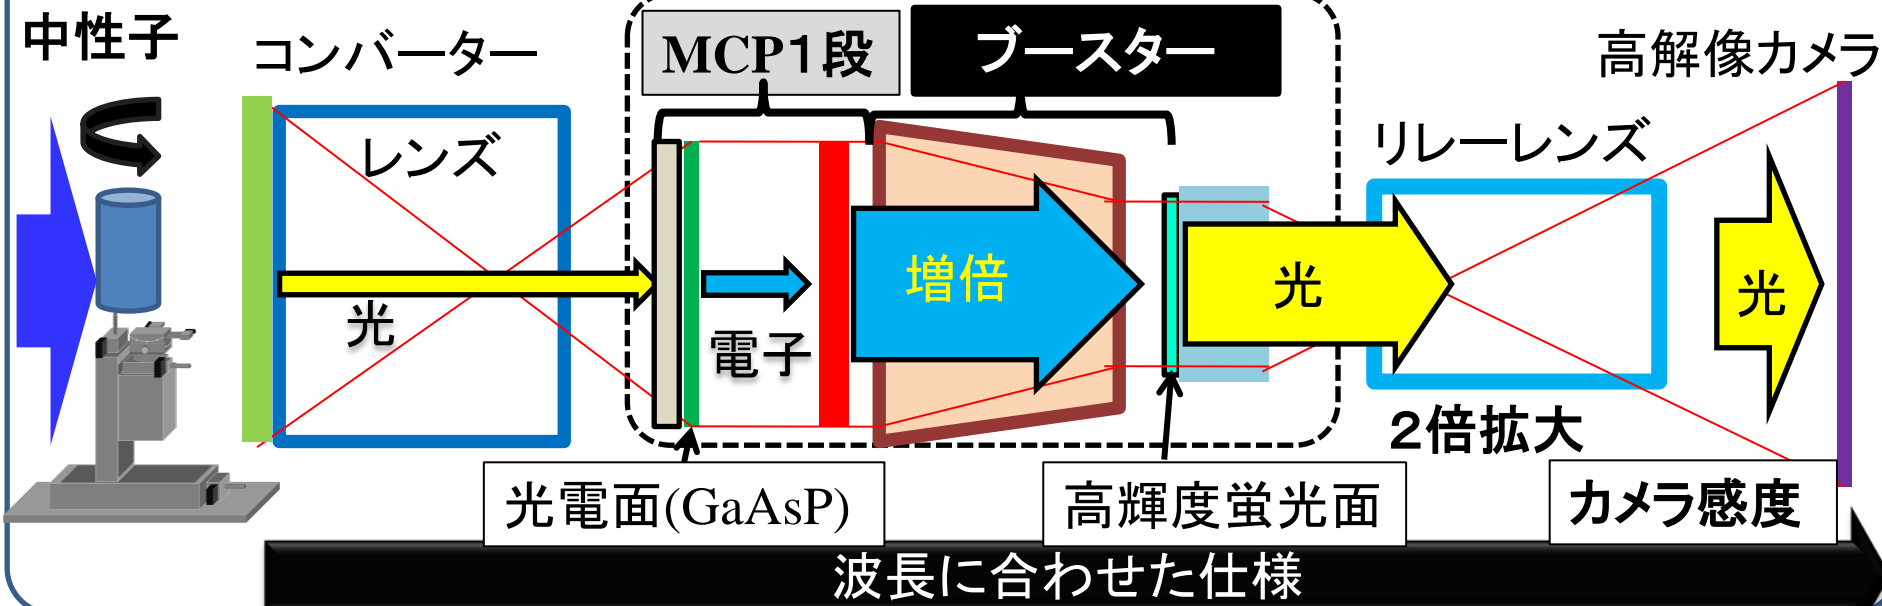 中性子
コンバーター
MCP１段
ブースター
高解像カメラ
レンズ
リレーレンズ
増倍
光
光
光
電子
２倍拡大
光電面(GaAsP)
高輝度蛍光面
カメラ感度
波長に合わせた仕様